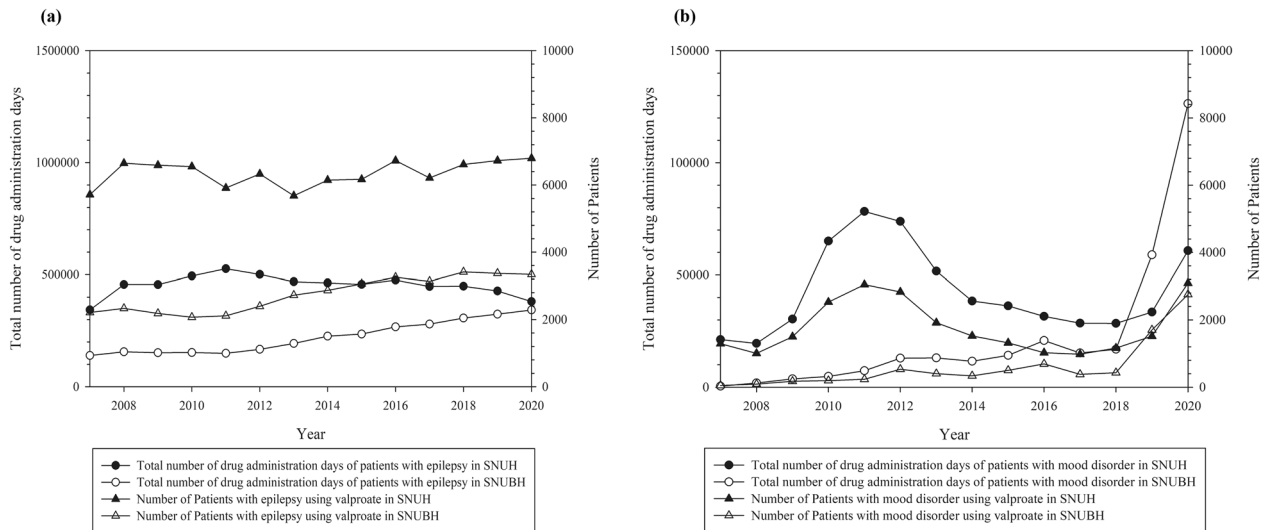 (a)
1500000
1000000
500000
0
10000
8000
6000
4000
2000
0
2008 2010 2012 2014 2016 2018 2020
Total number of drug administration days
Number of Patients
Year
Total number of drug administration days of patients with epilepsy in SNUH
Total number of drug administration days of patients with epilepsy in SNUBH
Number of Patients with epilepsy using valproate in SNUH
Number of Patients with epilepsy using valproate in SNUBH
(b)
150000
100000
50000
0
10000
8000
6000
4000
2000
0
2008 2010 2012 2014 2016 2018 2020
Total number of drug administration days
Number of Patients
Year
Total number of drug administration days of patients with mood disorder in SNUH
Total number of drug administration days of patients with mood disorder in SNUBH
Number of Patients with mood disorder using valproate in SNUH
Number of Patients with mood disorder using valproate in SNUBH